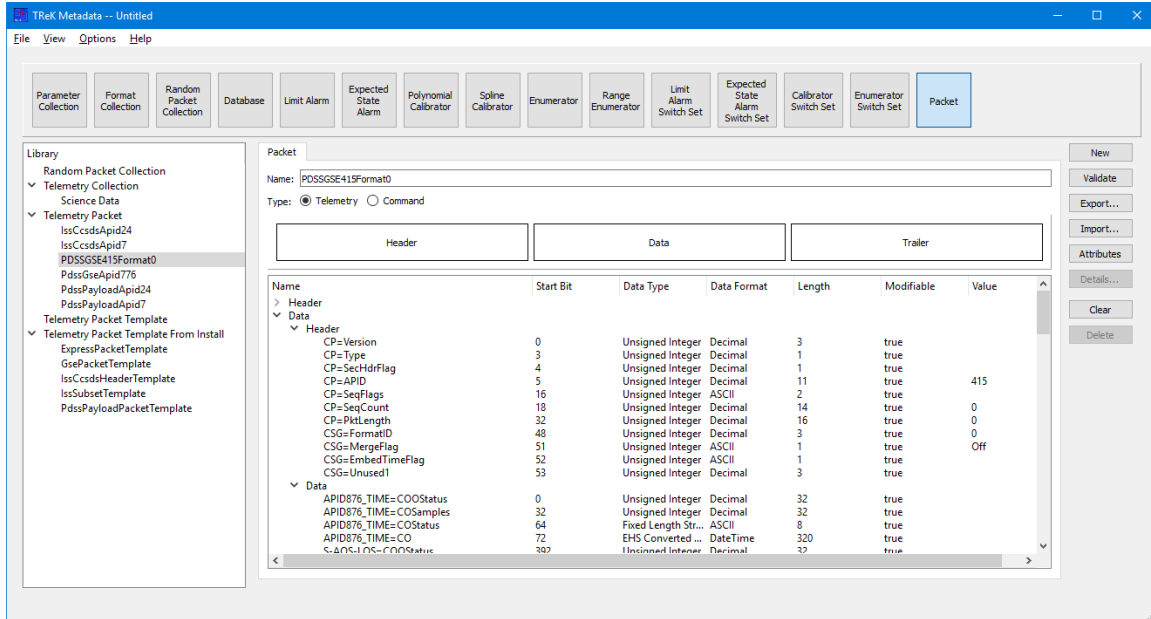 TReK Metadata -- Untitled
File View Options Help
Parameter Collection
Format Collection
Random Packet Collection
Database
Limit Alarm
Expected State Alarm
Polynomial Calibrator
Spline Calibrator
Enumerator
Range Enumerator
Limit Alarm Switch Set
Expected State Alarm Switch Set
Calibrator Switch Set
Enumerator Switch Set
Packet
Library
Random Packet Collection
Telemetry Collection
Science Data
Telemetry Packet
IssCcsdsApid24
IssCcsdsApid7
PDSSGSE415Format0
PdssGseApid776
PdssPayloadApid24
PdssPayloadApid7
Telemetry Packet Template
Telemetry Packet Template From Install
ExpressPacketTemplate
GsePacketTemplate
IssCcsdsHeaderTemplate
IssSubsetTemplate
PdssPayloadPacketTemplate
Packet
Name: PDSSGSE415Format0
Type: Telemetry Command
Header Data Trailer
Name Start Bit Data Type Data Format Length Modifiable Value
Header
Data
Header
CP=Version 0 Unsigned Integer Decimal 3 true
CP=Type 3 Unsigned Integer Decimal 1 true
CP=SecHdrFlag 4 Unsigned Integer Decimal 1 true
CP=APID 5 Unsigned Integer Decimal 11 true 415
CP=SeqFlags 16 Unsigned Integer ASCII 2 true
CP=SeqCount 18 Unsigned Integer Decimal 14 true 0
CP=PktLength 32 Unsigned Integer Decimal 16 true 0
CSG=FormatID 48 Unsigned Integer Decimal 3 true 0
CSG=MergeFlag 51 Unsigned Integer ASCII 1 true Off
CSG=EmbedTimeFlag 52 Unsigned Integer ASCII 1 true
CSG=Unused1 53 Unsigned Integer Decimal 3 true
Data
APID876_TIME=COOStatus 0 Unsigned Integer Decimal 32 true
APID876_TIME=COSamples 32 Unsigned Integer Decimal 32 true
APID876_TIME=COStatus 64 Fixed Length Str... ASCII 8 true
APID876_TIME=CO 72 EHS Converted ... DateTime 320 true
S-AOS-LOS=COOStatus 392 Unsigned Integer Decimal 32 true
New
Validate
Export...
Import...
Attributes
Details...
Clear
Delete